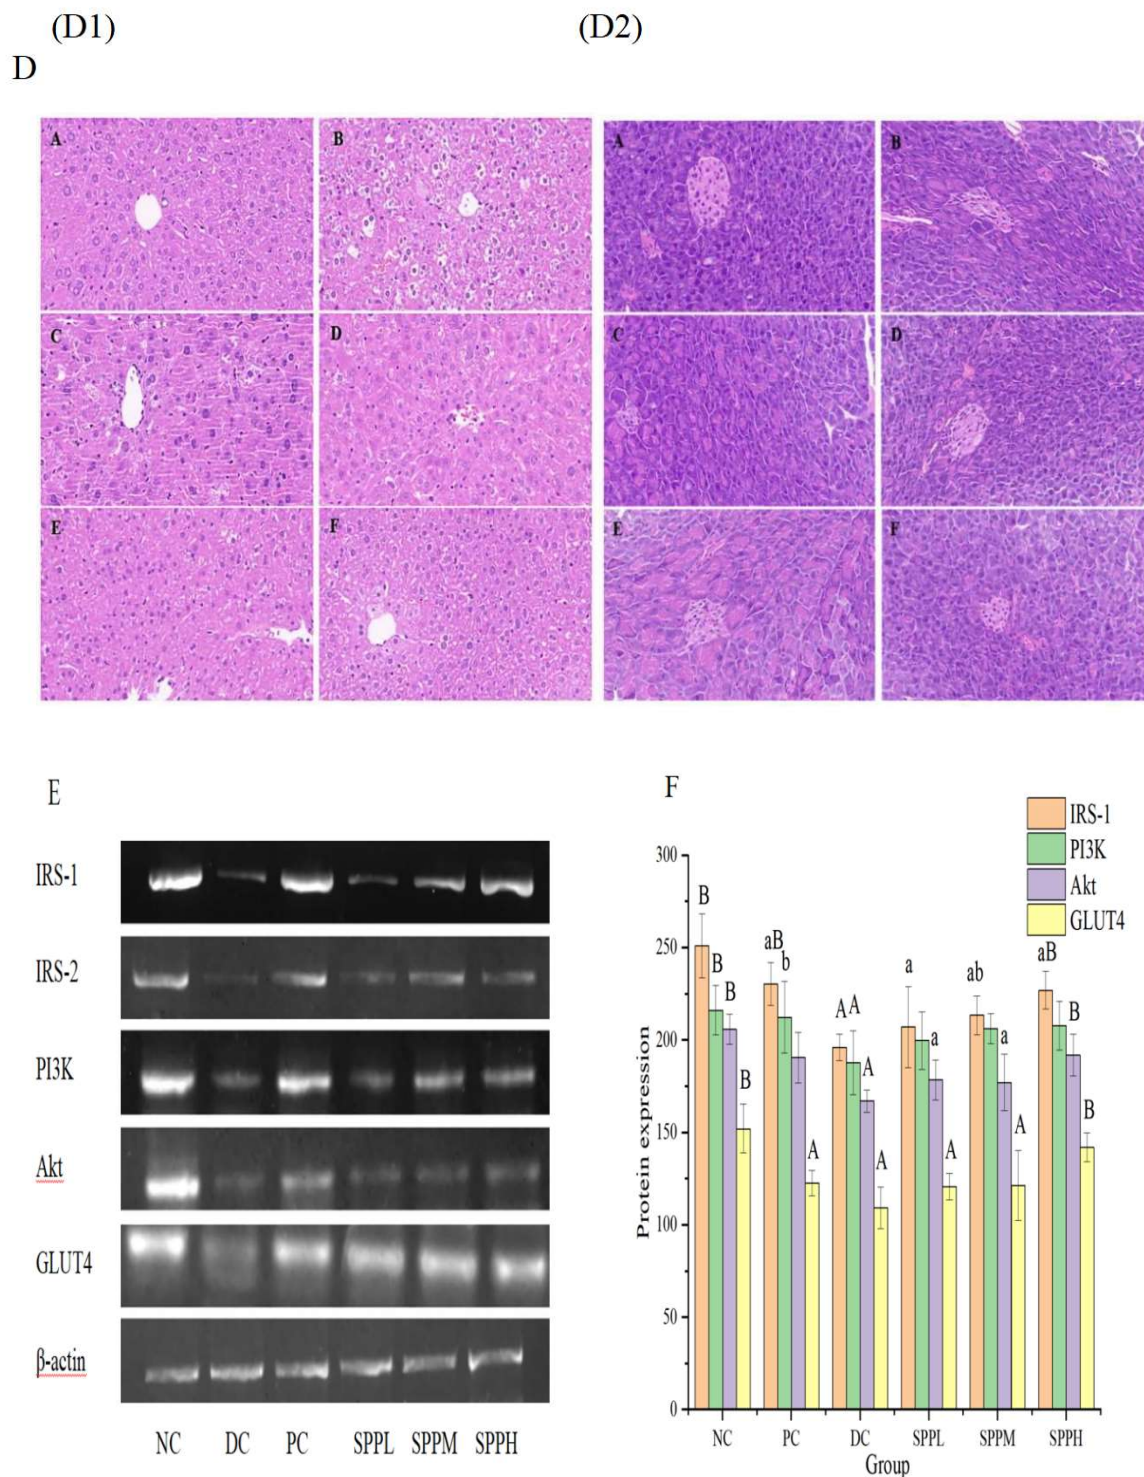 (D1) (D2)
D
A B A B
C D C D
E F E F
E
IRS-1
IRS-2
PI3K
Akt
GLUT4
β-actin
NC DC PC SPPL SPPM SPPH
F
IRS-1
PI3K
Akt
GLUT4
Protein expression
300
250
200
150
100
50
0
B B B B
aB b A
A A A A
a a A
ab a A
aB B B
NC PC DC SPPL SPPM SPPH
Group